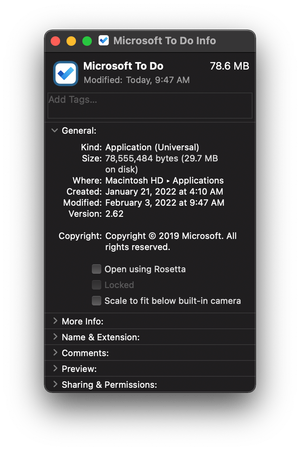 Microsoft To Do Info
Microsoft To Do 78.6 MB
Modified: Today, 9:47 AM
Add Tags...
General:
Kind: Application (Universal)
Size: 78,555,484 bytes (29.7 MB
on disk)
Where: Macintosh HD • Applications
Created: January 21, 2022 at 4:10 AM
Modified: February 3, 2022 at 9:47 AM
Version: 2.62
Copyright: Copyright © 2019 Microsoft. All
rights reserved.
Open using Rosetta
Locked
Scale to fit below built-in camera
More Info:
Name & Extension:
Comments:
Preview:
Sharing & Permissions: